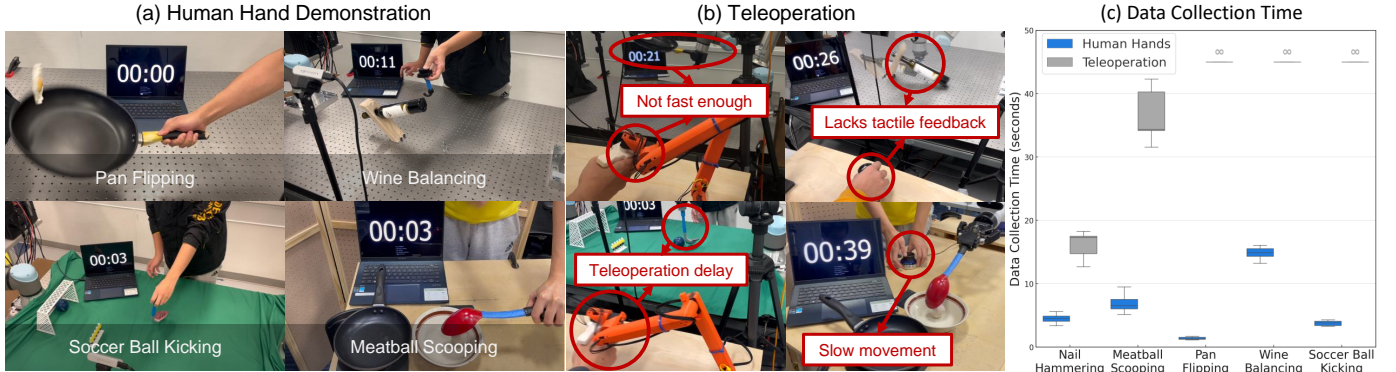 (a) Human Hand Demonstration
00:00
Pan Flipping
00:11
Wine Balancing
00:03
Soccer Ball Kicking
00:03
Meatball Scooping
(b) Teleoperation
00:21
Not fast enough
00:26
Lacks tactile feedback
00:03
Teleoperation delay
00:39
Slow movement
(c) Data Collection Time
Data Collection Time (seconds)
50
40
30
20
10
0
Human Hands
Teleoperation
∞
∞
∞
Nail
Hammering
Meatball
Scooping
Pan
Flipping
Wine
Balancing
Soccer Ball
Kicking